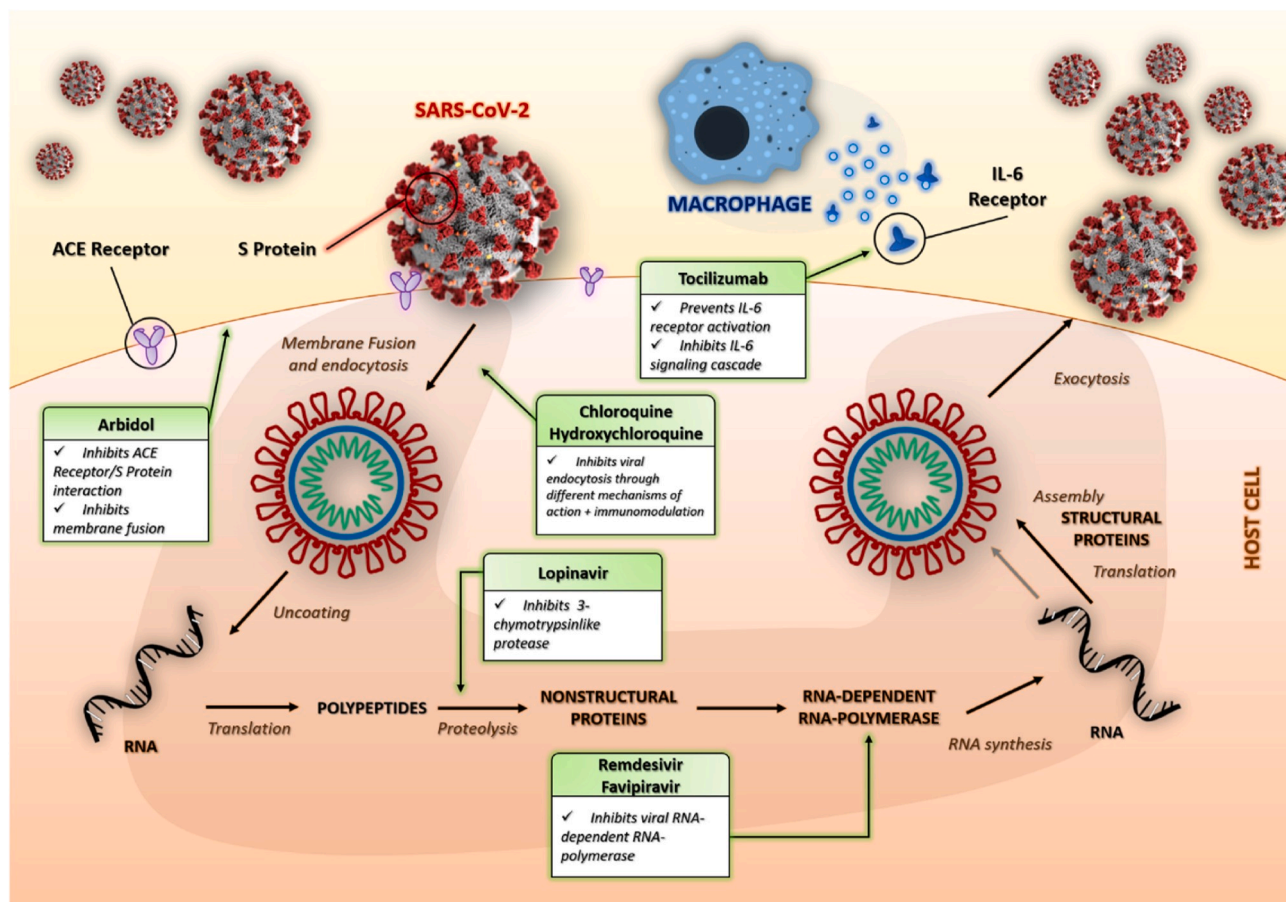 SARS-CoV-2
MACROPHAGE
IL-6
Receptor
ACE Receptor
S Protein
Tocilizumab
✓ Prevents IL-6
receptor activation
✓ Inhibits IL-6
signaling cascade
Membrane Fusion
and endocytosis
Exocytosis
Arbidol
✓ Inhibits ACE
Receptor/S Protein
interaction
✓ Inhibits
membrane fusion
Chloroquine
Hydroxychloroquine
✓ Inhibits viral
endocytosis through
different mechanisms of
action + immunomodulation
HOST CELL
Assembly
STRUCTURAL
PROTEINS
Translation
Lopinavir
✓ Inhibits 3-
chymotrypsinlike
protease
Uncoating
RNA
Translation
POLYPEPTIDES
Proteolysis
NONSTRUCTURAL
PROTEINS
RNA-DEPENDENT
RNA-POLYMERASE
RNA synthesis
RNA
Remdesivir
Favipiravir
✓ Inhibits viral RNA-
dependent RNA-
polymerase